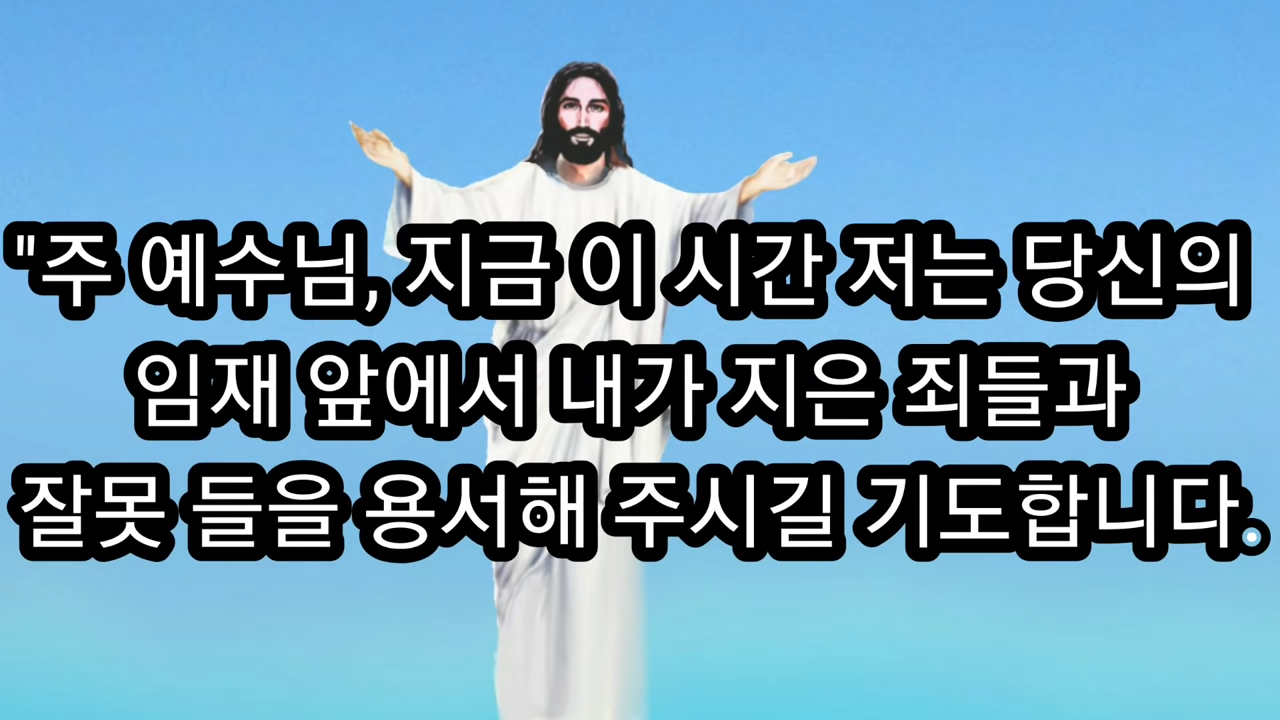 "주 예수님, 지금 이 시간 저는 당신의
임재 앞에서 내가 지은 죄들과
잘못 들을 용서해 주시길 기도합니다.